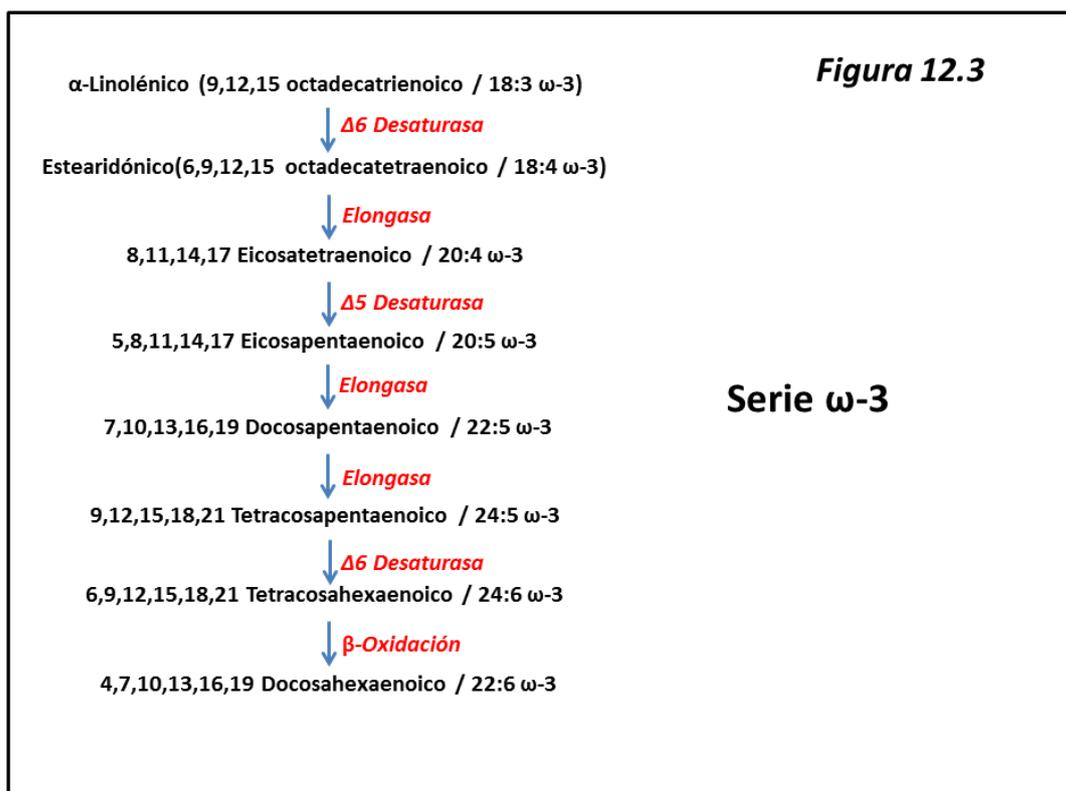 Figura 12.3
α-Linolénico (9,12,15 octadecatrienoico / 18:3 ω-3)
Δ6 Desaturasa
Estearidónico(6,9,12,15 octadecatetraenoico / 18:4 ω-3)
Elongasa
8,11,14,17 Eicosatetraenoico / 20:4 ω-3
Δ5 Desaturasa
5,8,11,14,17 Eicosapentaenoico / 20:5 ω-3
Elongasa
Serie ω-3
7,10,13,16,19 Docosapentaenoico / 22:5 ω-3
Elongasa
9,12,15,18,21 Tetracosapentaenoico / 24:5 ω-3
Δ6 Desaturasa
6,9,12,15,18,21 Tetracosahexaenoico / 24:6 ω-3
β-Oxidación
4,7,10,13,16,19 Docosahexaenoico / 22:6 ω-3